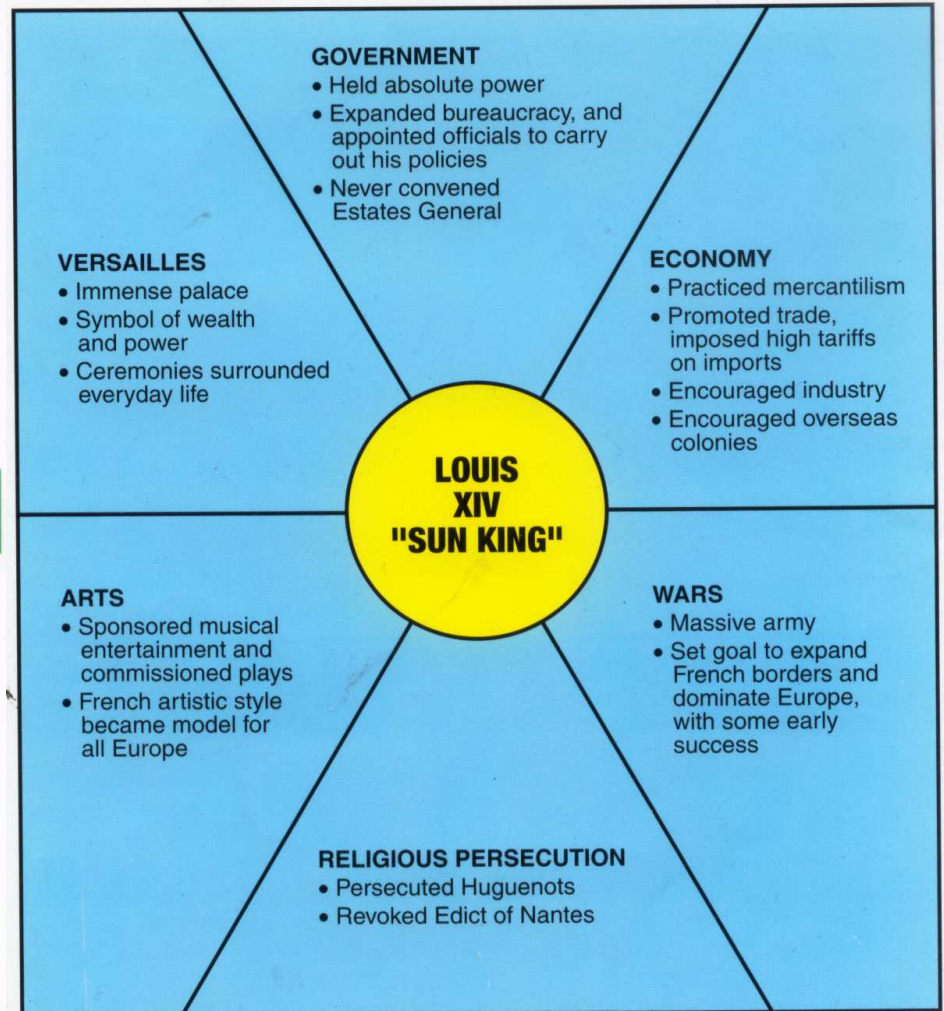 GOVERNMENT
• Held absolute power
• Expanded bureaucracy, and
appointed officials to carry
out his policies
• Never convened
Estates General
VERSAILLES
• Immense palace
• Symbol of wealth
and power
• Ceremonies surrounded
everyday life
ECONOMY
• Practiced mercantilism
• Promoted trade,
imposed high tariffs
on imports
• Encouraged industry
• Encouraged overseas
colonies
LOUIS
XIV
"SUN KING"
ARTS
• Sponsored musical
entertainment and
commissioned plays
• French artistic style
became model for
all Europe
WARS
• Massive army
• Set goal to expand
French borders and
dominate Europe,
with some early
success
RELIGIOUS PERSECUTION
• Persecuted Huguenots
• Revoked Edict of Nantes